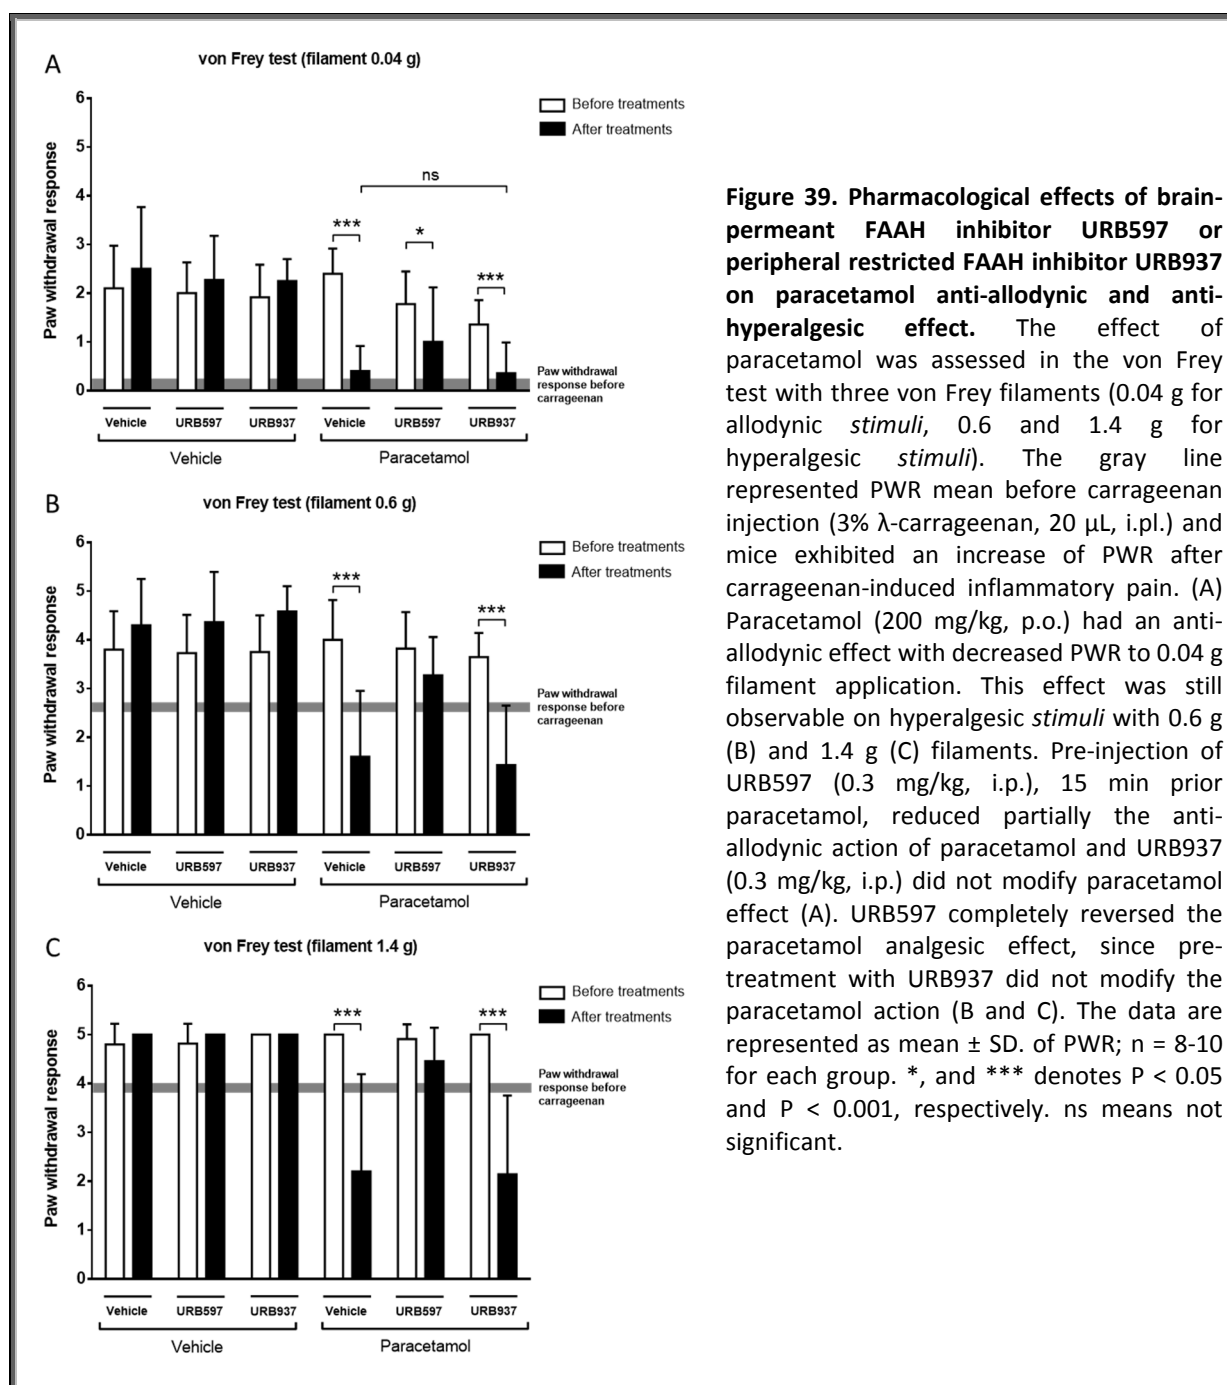 A
von Frey test (filament 0.04 g)
Before treatments
After treatments
Paw withdrawal response
6
5
4
3
2
1
0
ns
***
*
***
Paw withdrawal
response before
carrageenan
Vehicle URB597 URB937 Vehicle URB597 URB937
Vehicle Paracetamol
B
von Frey test (filament 0.6 g)
Before treatments
After treatments
Paw withdrawal response
6
5
4
3
2
1
0
***
***
Paw withdrawal
response before
carrageenan
Vehicle URB597 URB937 Vehicle URB597 URB937
Vehicle Paracetamol
C
von Frey test (filament 1.4 g)
Before treatments
After treatments
Paw withdrawal response
6
5
4
3
2
1
0
***
***
Paw withdrawal
response before
carrageenan
Vehicle URB597 URB937 Vehicle URB597 URB937
Vehicle Paracetamol
Figure 39. Pharmacological effects of brain-
permeant FAAH inhibitor URB597 or
peripheral restricted FAAH inhibitor URB937
on paracetamol anti-allodynic and anti-
hyperalgesic effect. The effect of
paracetamol was assessed in the von Frey
test with three von Frey filaments (0.04 g for
allodynic stimuli, 0.6 and 1.4 g for
hyperalgesic stimuli). The gray line
represented PWR mean before carrageenan
injection (3% λ-carrageenan, 20 µL, i.pl.) and
mice exhibited an increase of PWR after
carrageenan-induced inflammatory pain. (A)
Paracetamol (200 mg/kg, p.o.) had an anti-
allodynic effect with decreased PWR to 0.04 g
filament application. This effect was still
observable on hyperalgesic stimuli with 0.6 g
(B) and 1.4 g (C) filaments. Pre-injection of
URB597 (0.3 mg/kg, i.p.), 15 min prior
paracetamol, reduced partially the anti-
allodynic action of paracetamol and URB937
(0.3 mg/kg, i.p.) did not modify paracetamol
effect (A). URB597 completely reversed the
paracetamol analgesic effect, since pre-
treatment with URB937 did not modify the
paracetamol action (B and C). The data are
represented as mean ± SD. of PWR; n = 8-10
for each group. *, and *** denotes P < 0.05
and P < 0.001, respectively. ns means not
significant.